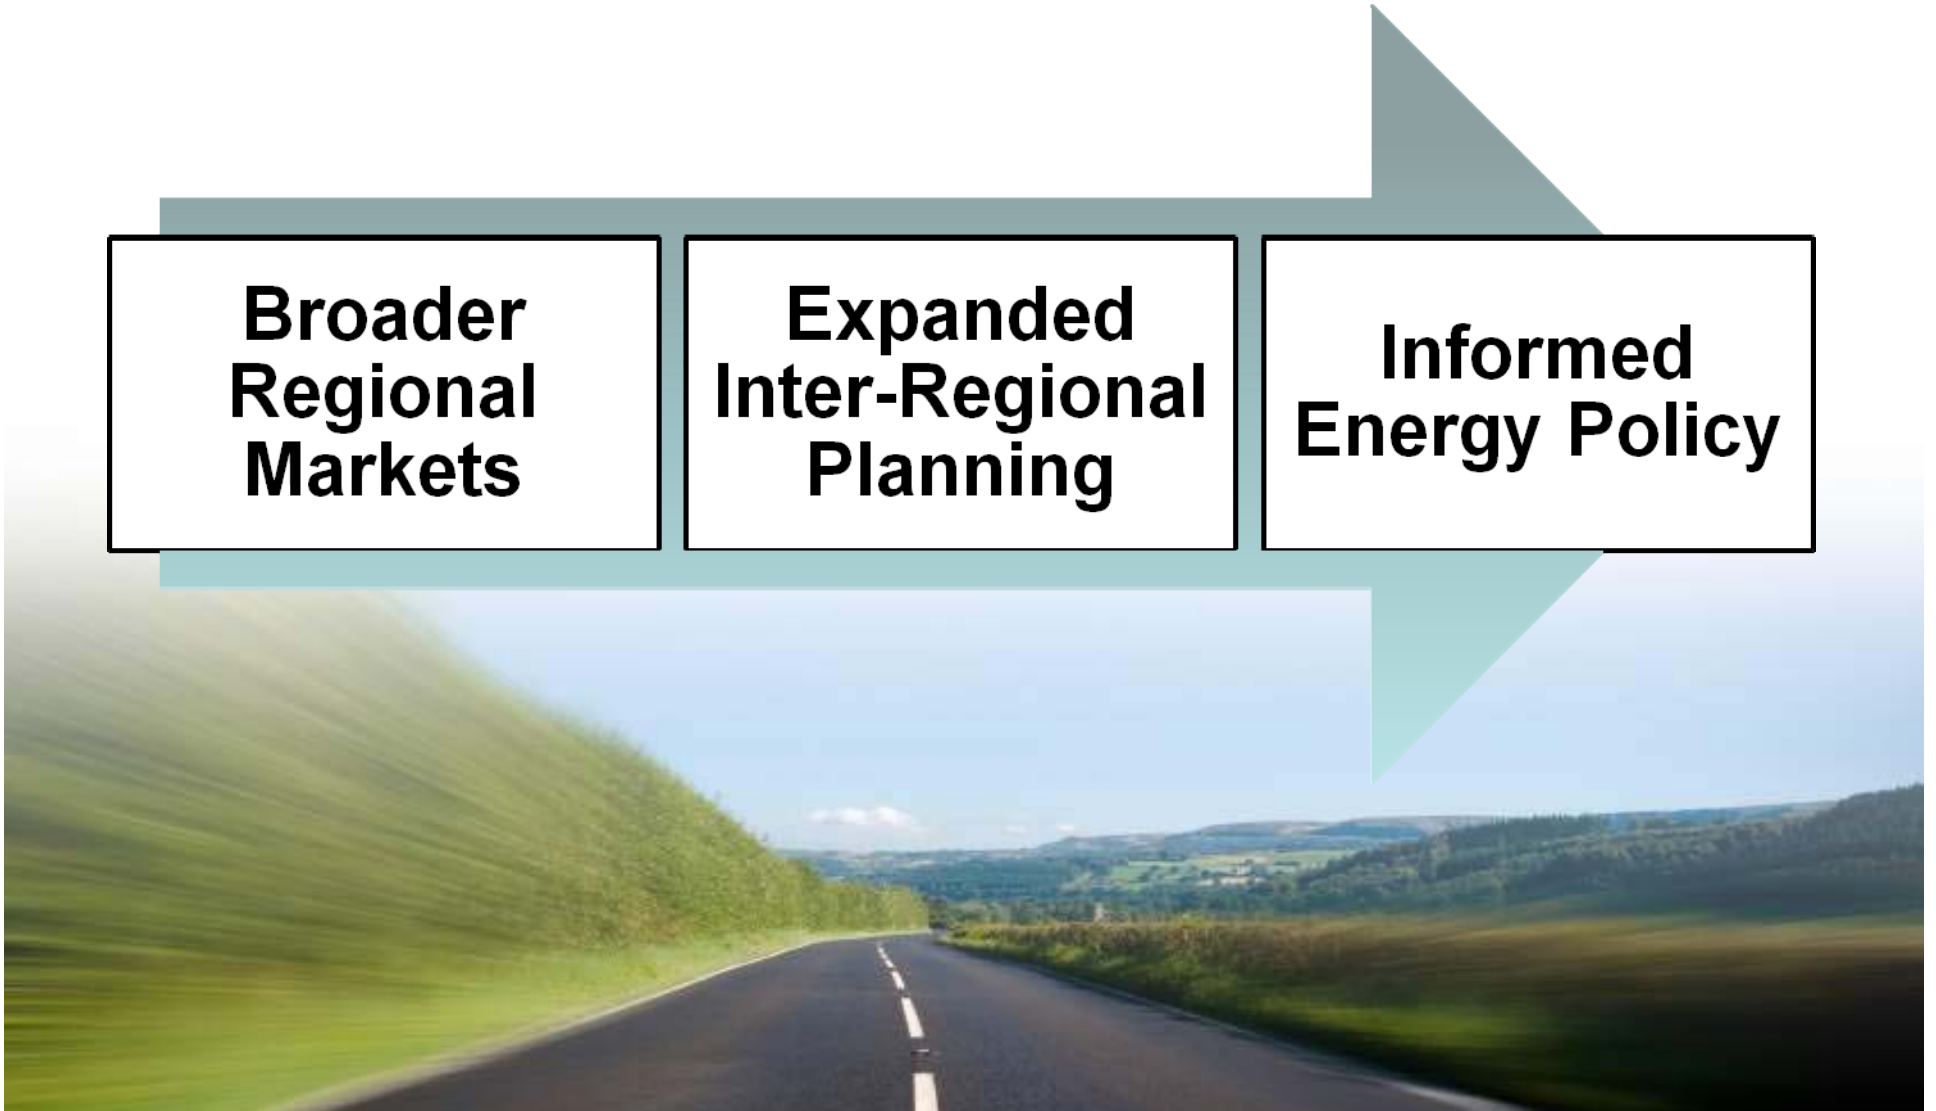 Broader
Regional
Markets
Expanded
Inter-Regional
Planning
Informed
Energy Policy